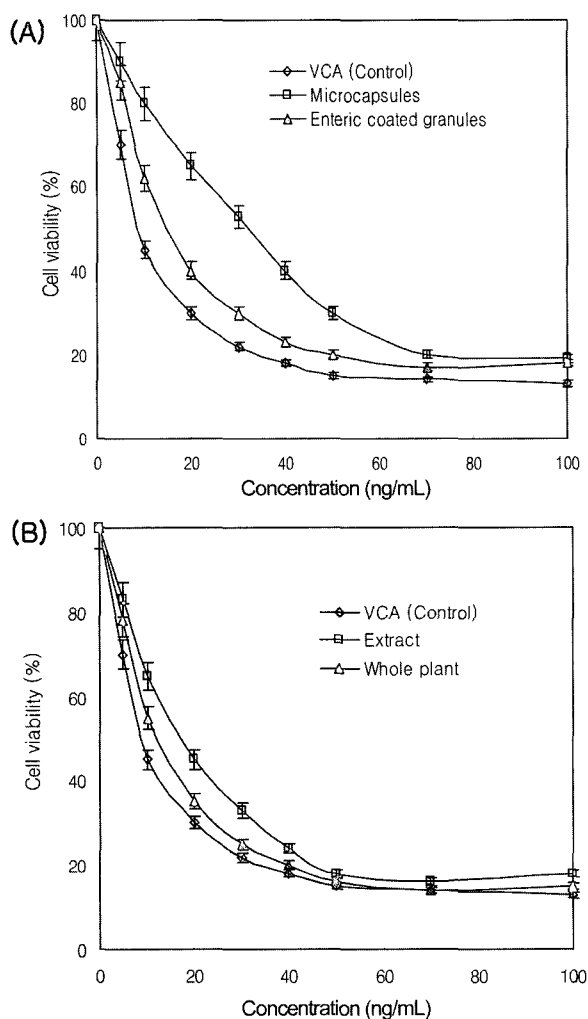 (A)
100
80
60
40
20
0
Cell viability (%)
VCA (Control)
Microcapsules
Enteric coated granules
0 20 40 60 80 100
Concentration (ng/mL)
(B)
100
80
60
40
20
0
Cell viability (%)
VCA (Control)
Extract
Whole plant
0 20 40 60 80 100
Concentration (ng/mL)